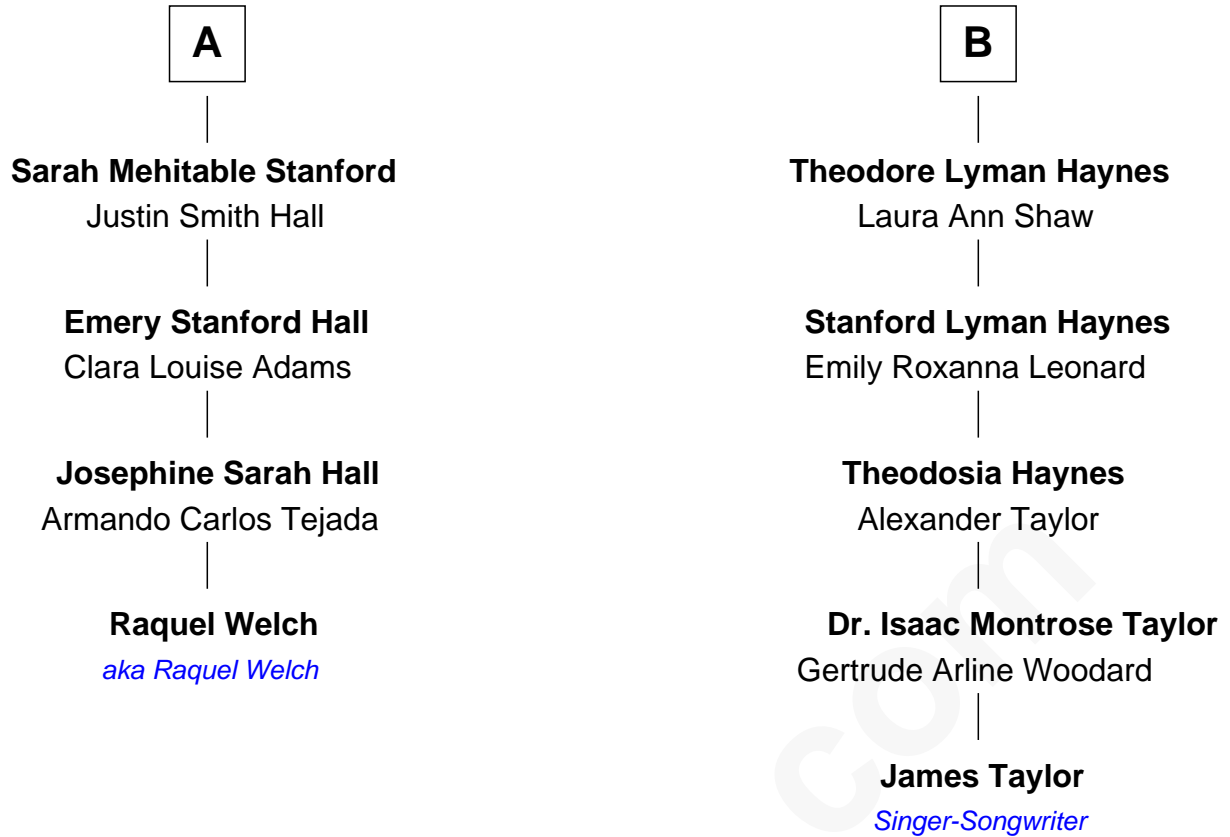 A
Sarah Mehitable Stanford
Justin Smith Hall
Emery Stanford Hall
Clara Louise Adams
Josephine Sarah Hall
Armando Carlos Tejada
Raquel Welch
aka Raquel Welch
B
Theodore Lyman Haynes
Laura Ann Shaw
Stanford Lyman Haynes
Emily Roxanna Leonard
Theodosia Haynes
Alexander Taylor
Dr. Isaac Montrose Taylor
Gertrude Arline Woodard
James Taylor
Singer-Songwriter
com